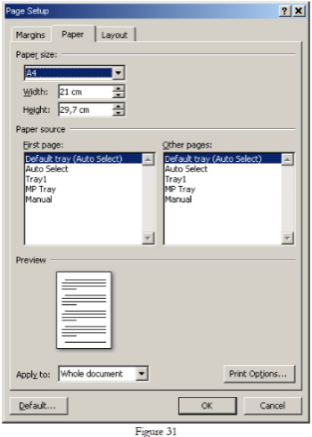 Page Setup
Margins Paper Layout
Paper size:
A4
Width: 21 cm
Height: 29,7 cm
Paper source
First page: Other pages:
Default tray (Auto Select) Default tray (Auto Select)
Auto Select Auto Select
Tray1 Tray1
MP Tray MP Tray
Manual Manual
Preview
Apply to: Whole document Print Options...
Default... OK Cancel
Figure 31